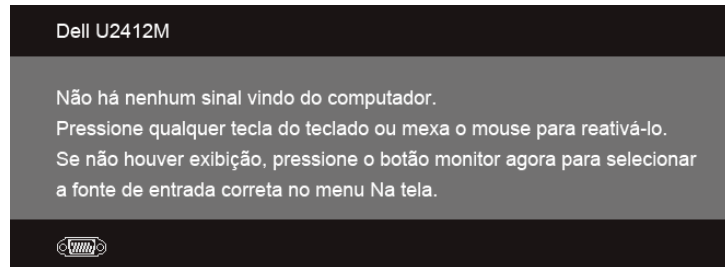 Dell U2412M
Não há nenhum sinal vindo do computador.
Pressione qualquer tecla do teclado ou mexa o mouse para reativá-lo.
Se não houver exibição, pressione o botão monitor agora para selecionar
a fonte de entrada correta no menu Na tela.